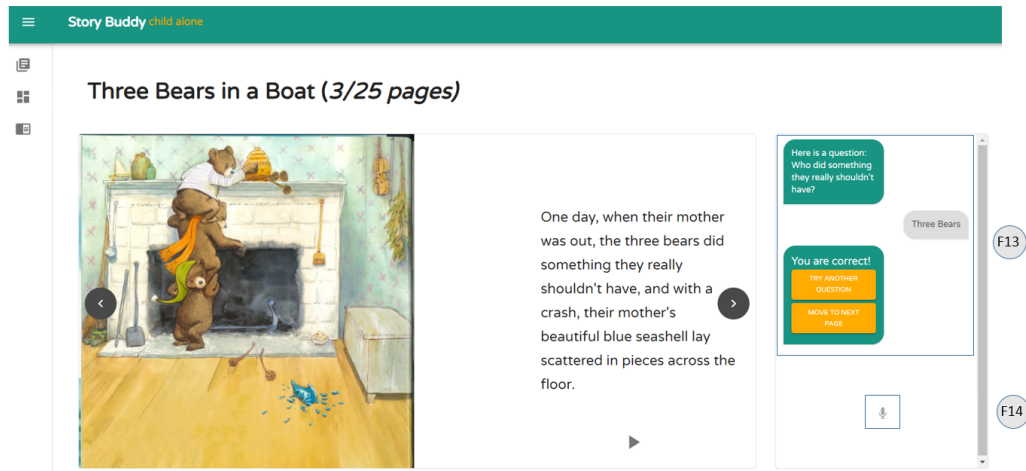 Story Buddy child alone
Three Bears in a Boat (3/25 pages)
One day, when their mother
was out, the three bears did
something they really
shouldn't have, and with a
crash, their mother's
beautiful blue seashell lay
scattered in pieces across the
floor.
Here is a question:
Who did something
they really shouldn't
have?
Three Bears
You are correct!
TRY ANOTHER
QUESTION
MOVE TO NEXT
PAGE
F13
F14